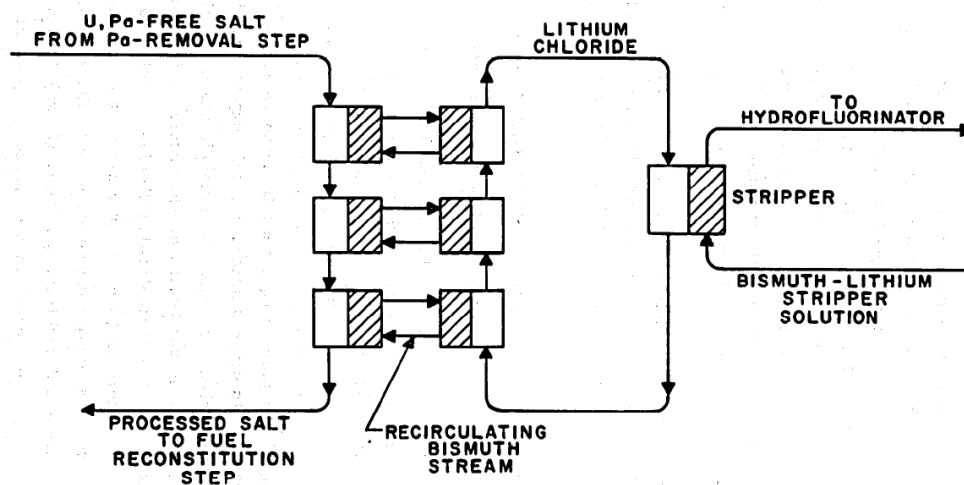 U, Pa-FREE SALT
FROM Pa-REMOVAL STEP
LITHIUM
CHLORIDE
TO
HYDROFLUORINATOR
STRIPPER
BISMUTH-LITHIUM
STRIPPER
SOLUTION
PROCESSED SALT
TO FUEL
RECONSTITUTION
STEP
RECIRCULATING
BISMUTH
STREAM